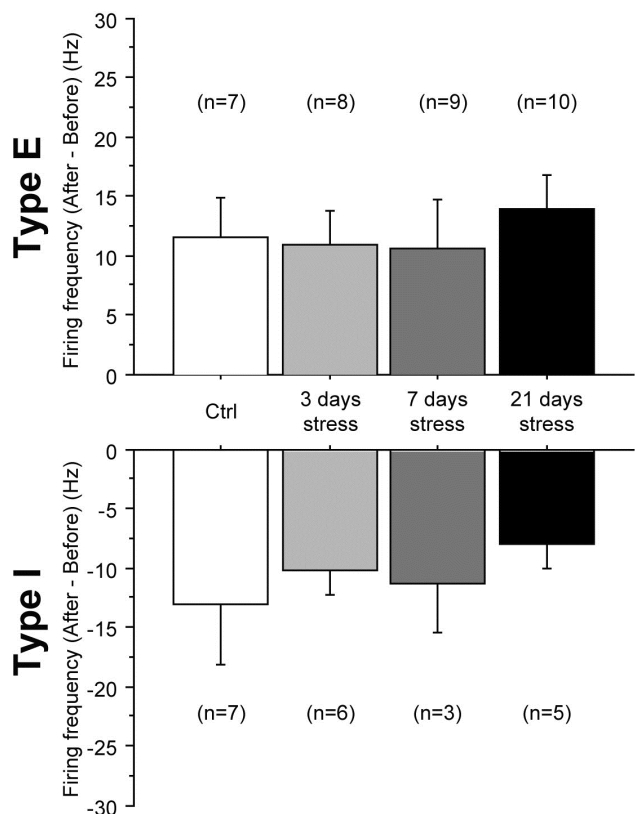 Type E
Firing frequency (After - Before) (Hz)
30
25
20
15
10
5
0
(n=7)
(n=8)
(n=9)
(n=10)
Ctrl
3 days
stress
7 days
stress
21 days
stress
Type I
Firing frequency (After - Before) (Hz)
0
-5
-10
-15
-20
-25
-30
(n=7)
(n=6)
(n=3)
(n=5)